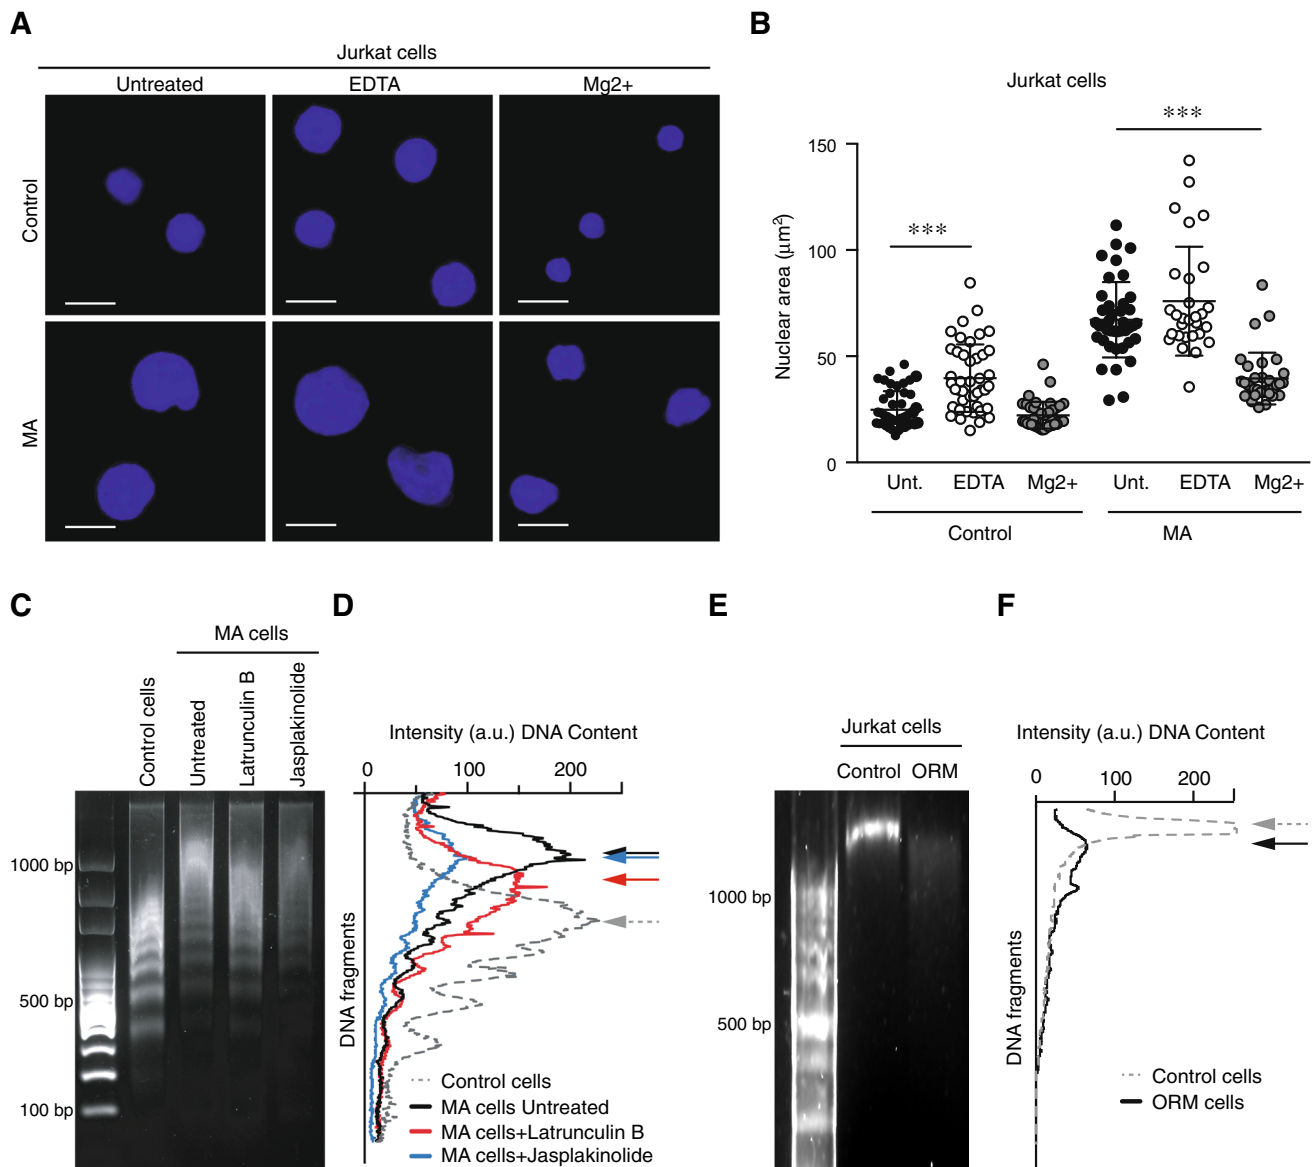 A
Jurkat cells
Untreated
EDTA
Mg2+
Control
MA
B
Jurkat cells
***
***
Nuclear area (μm²)
150
100
50
0
Unt.
EDTA
Mg2+
Unt.
EDTA
Mg2+
Control
MA
C
MA cells
Control cells
Untreated
Latrunculin B
Jasplakinolide
1000 bp
500 bp
100 bp
D
Intensity (a.u.) DNA Content
0
100
200
DNA fragments
Control cells
MA cells Untreated
MA cells+Latrunculin B
MA cells+Jasplakinolide
E
Jurkat cells
Control
ORM
1000 bp
500 bp
F
Intensity (a.u.) DNA Content
0
100
200
DNA fragments
Control cells
ORM cells